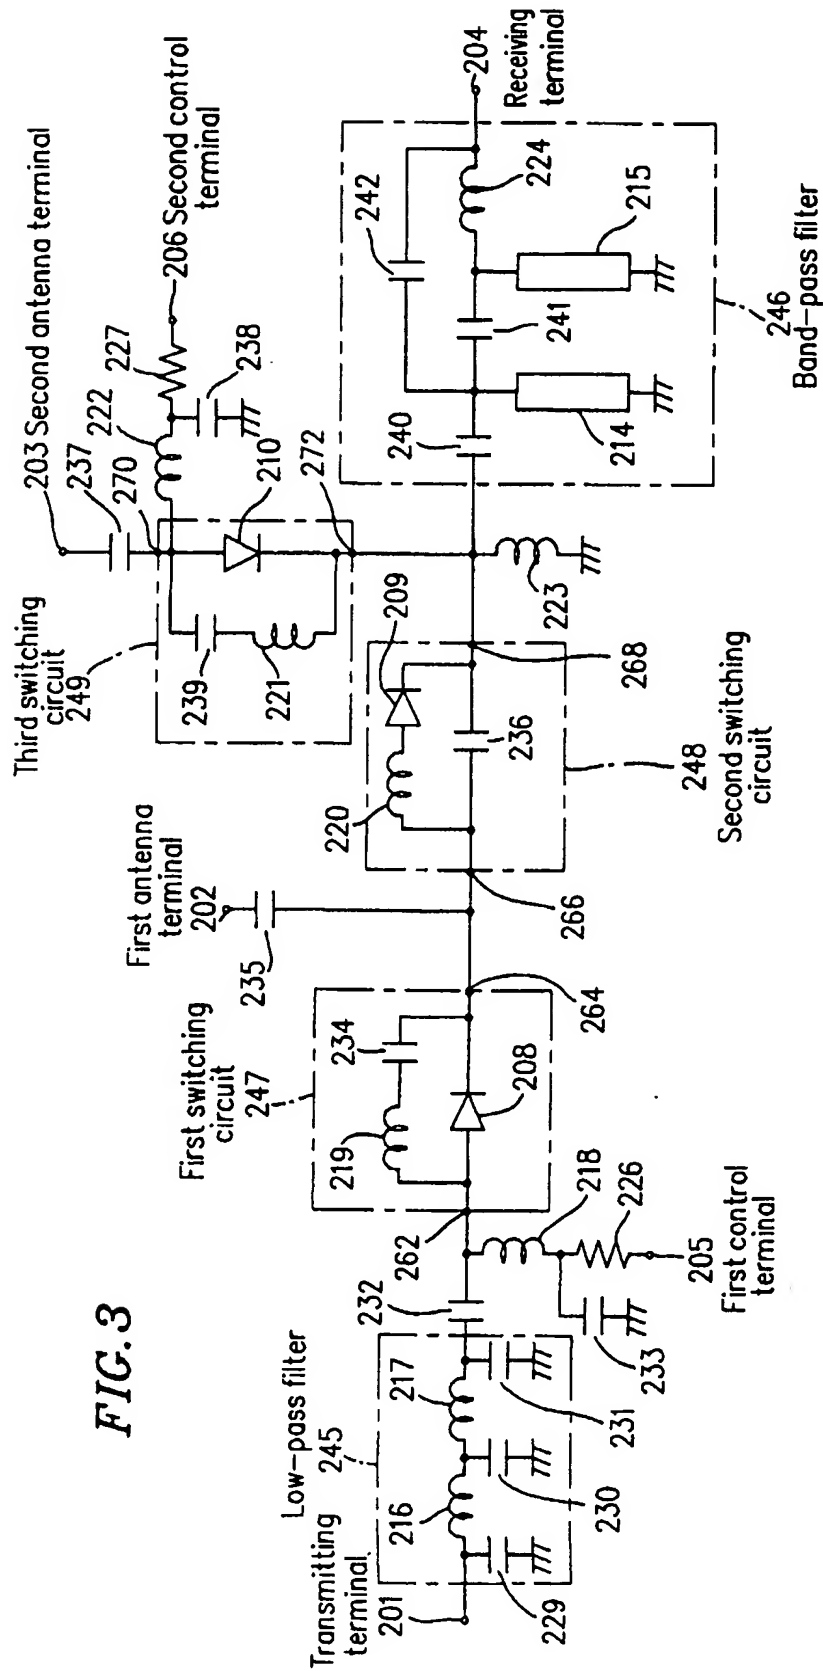 FIG. 3
Third switching
circuit
249
203 Second antenna terminal
237
270
222
227
206 Second control
terminal
238
210
239
221
272
First antenna
terminal
202
235
First switching
circuit
247
234
219
208
264
262
209
220
236
266
268
248
Second switching
circuit
223
242
240
241
224
204
Receiving
terminal
214
215
246
Band-pass filter
Low-pass filter
245
Transmitting
terminal
201
216
217
232
229
230
231
233
218
226
205
First control
terminal